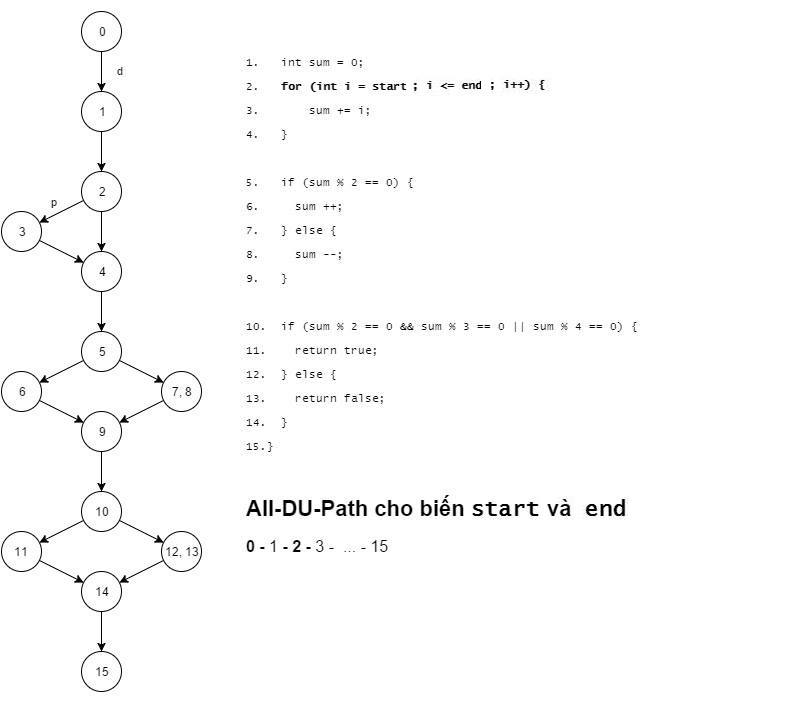 0
d
1
2
p
3
4
5
6
7, 8
9
10
11
12, 13
14
15
1. int sum = 0;
2. for (int i = start ; i <= end ; i++) {
3. sum += i;
4. }
5. if (sum % 2 == 0) {
6. sum ++;
7. } else {
8. sum --;
9. }
10. if (sum % 2 == 0 && sum % 3 == 0 || sum % 4 == 0) {
11. return true;
12. } else {
13. return false;
14. }
15.}
All-DU-Path cho biến start và end
0 - 1 - 2 - 3 - ... - 15